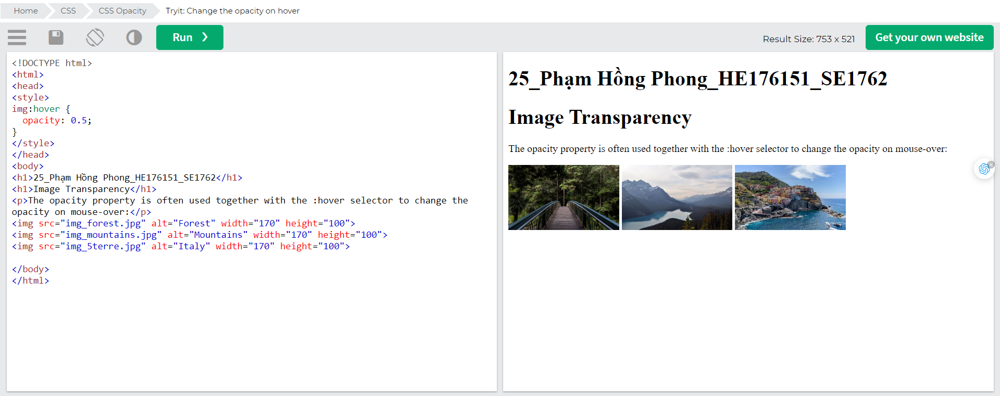 Home CSS CSS Opacity Tryit: Change the opacity on hover
Run ❯ Result Size: 753 x 521 Get your own website
<!DOCTYPE html>
<html>
<head>
<style>
img:hover {
  opacity: 0.5;
}
</style>
</head>
<body>
<h1>25_Phạm Hồng Phong_HE176151_SE1762</h1>
<h1>Image Transparency</h1>
<p>The opacity property is often used together with the :hover selector to change the
opacity on mouse-over:</p>
<img src="img_forest.jpg" alt="Forest" width="170" height="100">
<img src="img_mountains.jpg" alt="Mountains" width="170" height="100">
<img src="img_5terre.jpg" alt="Italy" width="170" height="100">
</body>
</html>
25_Phạm Hồng Phong_HE176151_SE1762
Image Transparency
The opacity property is often used together with the :hover selector to change the opacity on mouse-over: